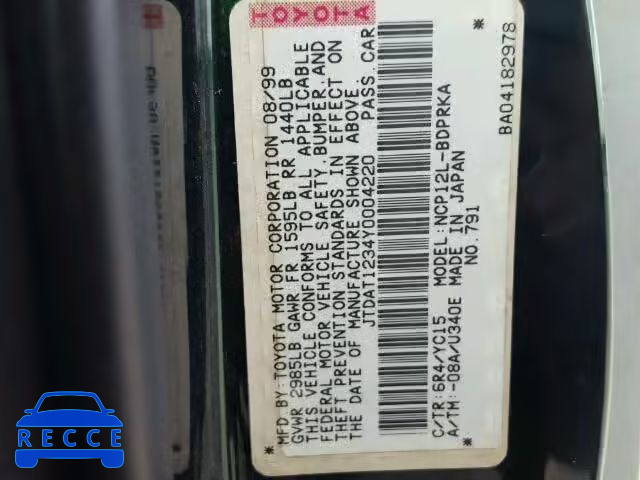 TOYOTA
MFD.BY:TOYOTA MOTOR CORPORATION 08/99
GVWR 2985LB GAWR FR 1595LB RR 1440LB
THIS VEHICLE CONFORMS TO ALL APPLICABLE
FEDERAL MOTOR VEHICLE SAFETY,BUMPER,AND
THEFT PREVENTION STANDARDS IN EFFECT ON
THE DATE OF MANUFACTURE SHOWN ABOVE.
JTDAT1234Y0004220 PASS.CAR
C/TR:6R4/YC15 MODEL:NCP12L-BDPRKA
A/TM:-08A/U340E MADE IN JAPAN
NO.791
BA04182978
RECCE